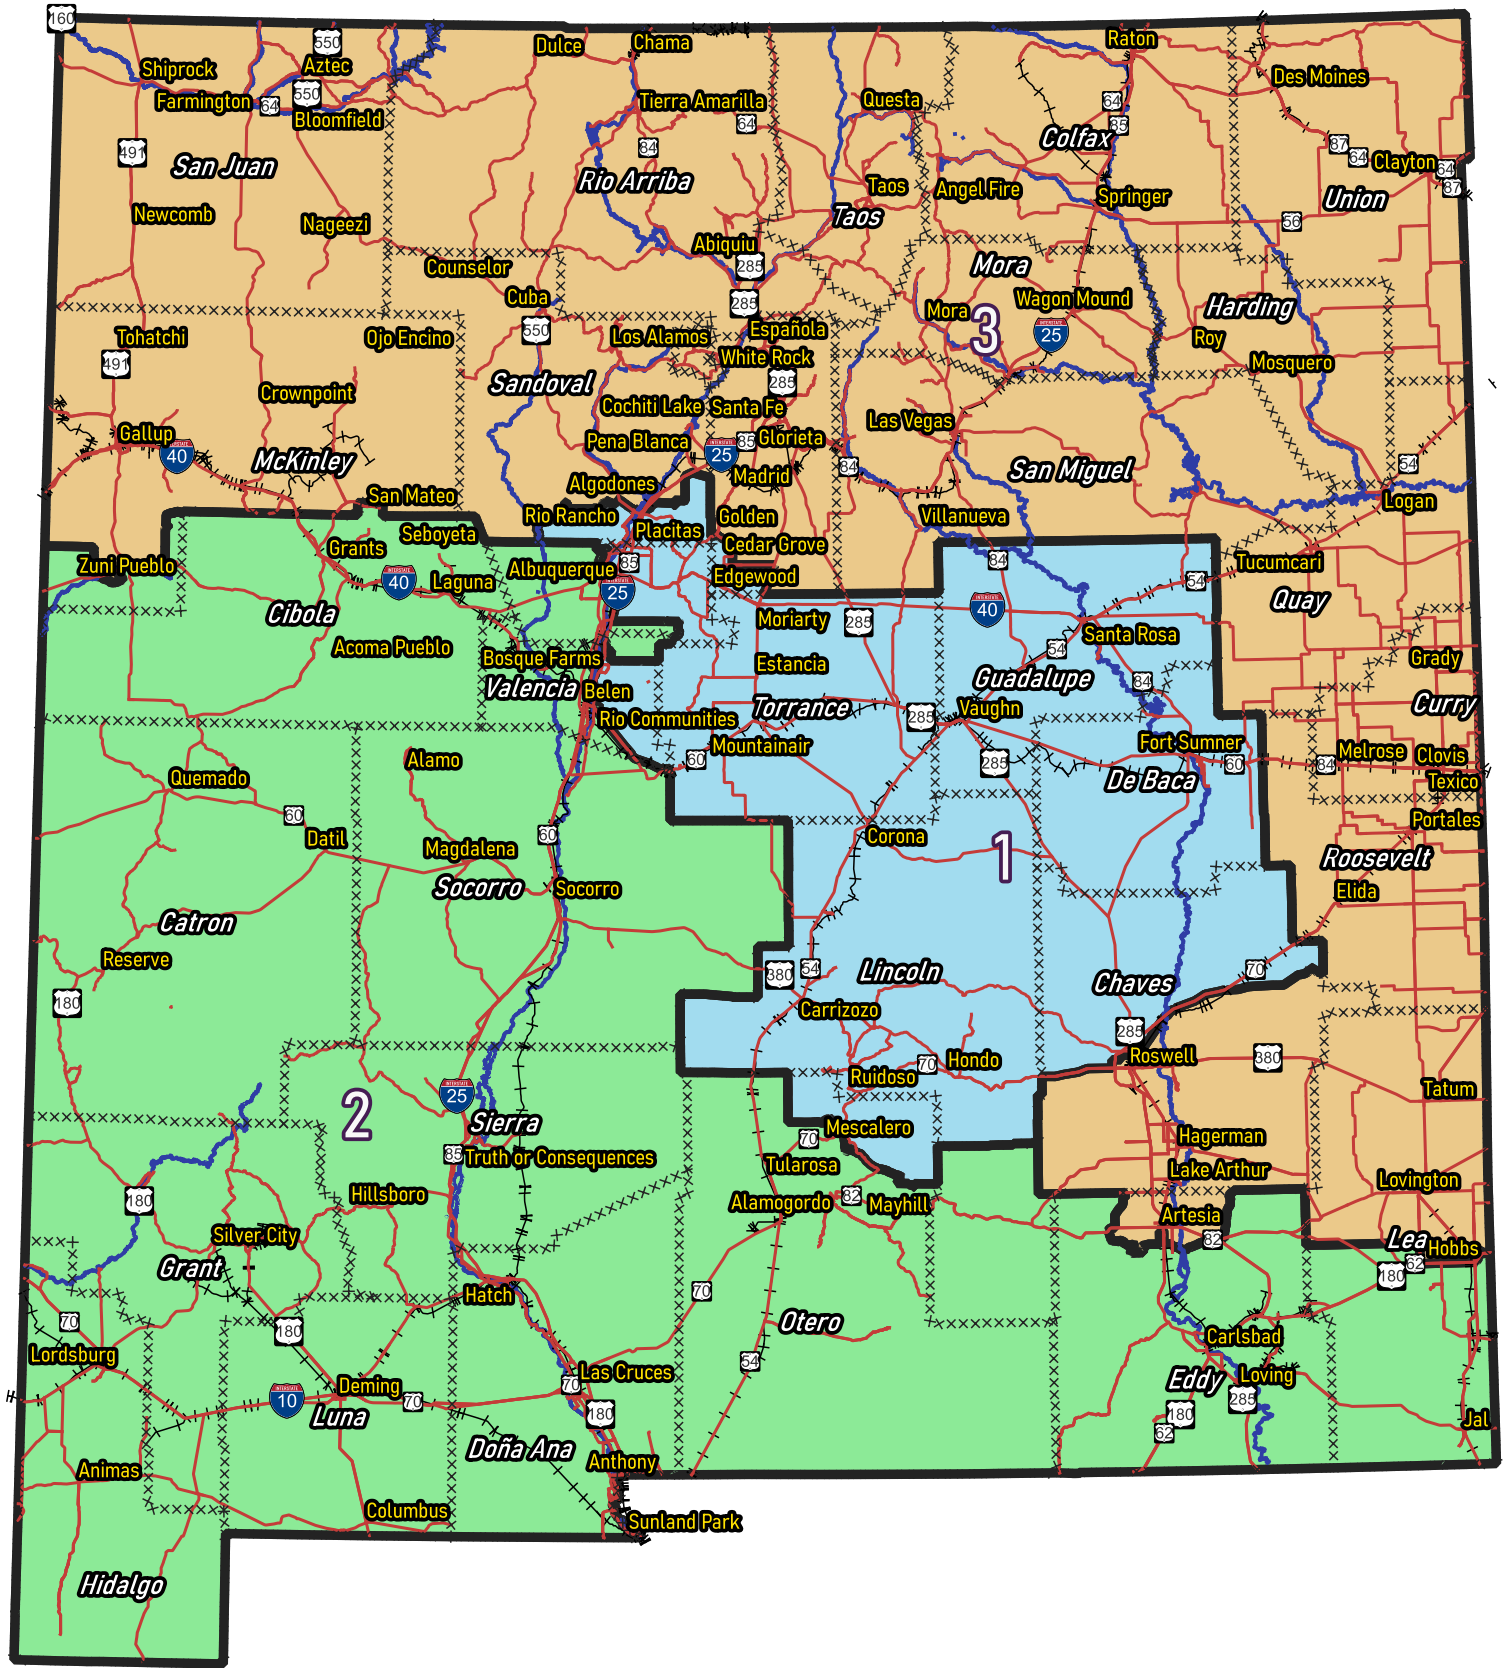 160
550
Dulce
Chama
Raton
Shiprock
Aztec
Des Moines
Farmington
64
550
Bloomfield
Tierra Amarilla
64
Questa
64
85
Colfax
491
San Juan
84
Rio Arriba
87
64
Clayton
64
87
Newcomb
Nageezi
Taos
Taos
Angel Fire
Springer
Union
56
Abiquiu
285
Counselor
Mora
Cuba
285
Mora
Wagon Mound
Harding
Tohatchi
Ojo Encino
550
Los Alamos
Española
3
INTERSTATE
25
Roy
491
White Rock
Mosquero
Crownpoint
Sandoval
285
Cochiti Lake
Santa Fe
Las Vegas
Gallup
INTERSTATE
40
McKinley
Pena Blanca
INTERSTATE
25
85
Glorieta
84
San Miguel
54
Madrid
San Mateo
Algodones
Logan
Rio Rancho
Placitas
Golden
Villanueva
Seboyeta
Grants
Cedar Grove
Zuni Pueblo
Albuquerque
85
Edgewood
84
54
Tucumcari
INTERSTATE
40
Laguna
INTERSTATE
25
Cibola
Moriarty
285
INTERSTATE
40
Quay
Acoma Pueblo
Bosque Farms
Estancia
54
Santa Rosa
Grady
Valencia
Belen
Guadalupe
84
Curry
Rio Communities
Torrance
285
Vaughn
Mountainair
Fort Sumner
Melrose
Clovis
Alamo
60
285
60
84
Quemado
De Baca
Texico
60
Datil
60
Corona
Portales
Magdalena
1
Roosevelt
Socorro
Socorro
Elida
Catron
Reserve
380
54
Lincoln
70
Chaves
180
Carrizozo
285
Roswell
380
Hondo
70
Ruidoso
INTERSTATE
25
Tatum
2
Sierra
Mescalero
70
Hagerman
85
Truth or Consequences
Tularosa
Lake Arthur
Lovington
180
Hillsboro
Alamogordo
82
Mayhill
Artesia
Silver City
82
Lea
Hobbs
Grant
62
180
Hatch
70
70
Lordsburg
180
Otero
Carlsbad
54
Las Cruces
Eddy
Loving
Deming
70
INTERSTATE
10
70
285
Luna
180
180
62
Jal
Doña Ana
Anthony
Animas
Columbus
Sunland Park
Hidalgo